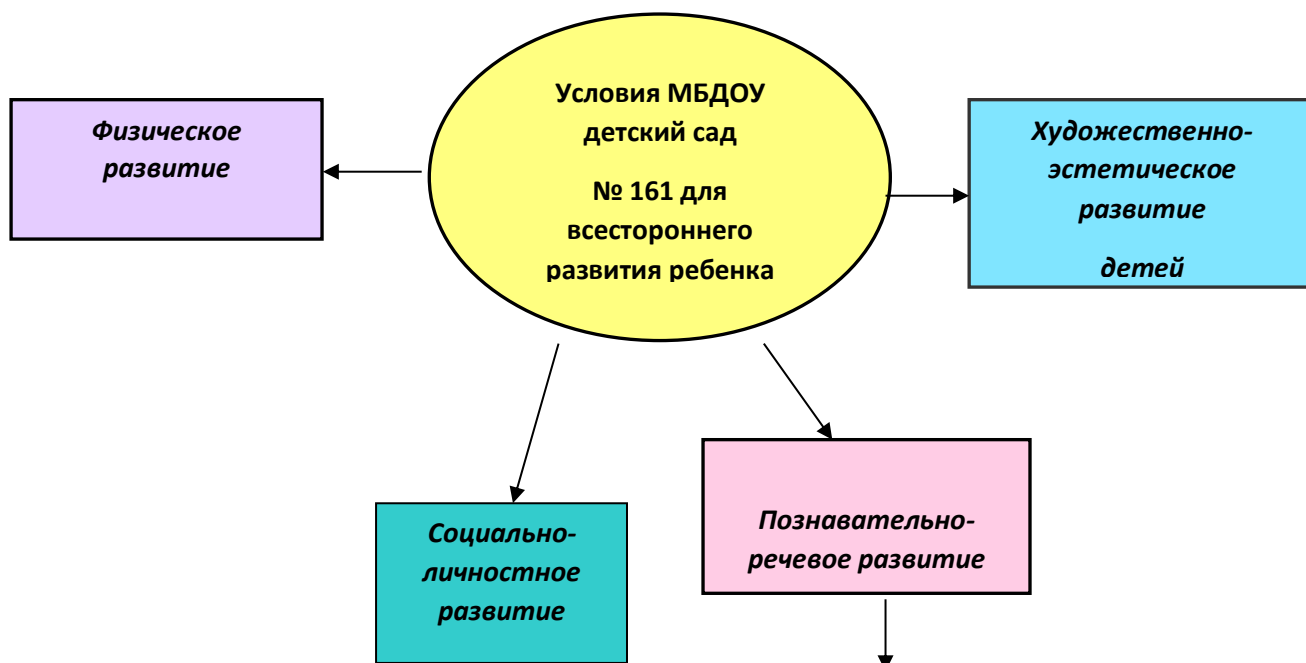 Условия МБДОУ
детский сад
№ 161 для
всестороннего
развития ребенка
Физическое
развитие
Художественно-
эстетическое
развитие
детей
Социально-
личностное
развитие
Познавательно-
речевое развитие